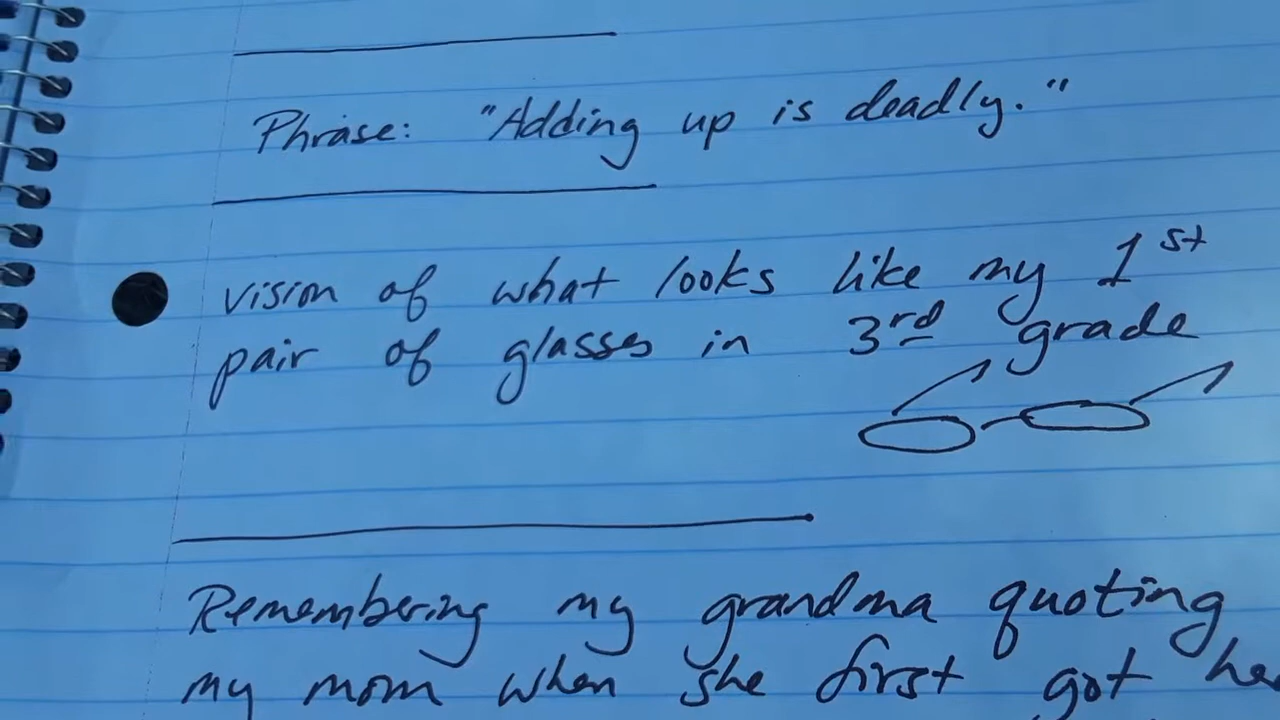 Phrase: "Adding up is deadly."
vision of what looks like my 1st
pair of glasses in 3rd grade
Remembering my grandma quoting
my mom when she first got